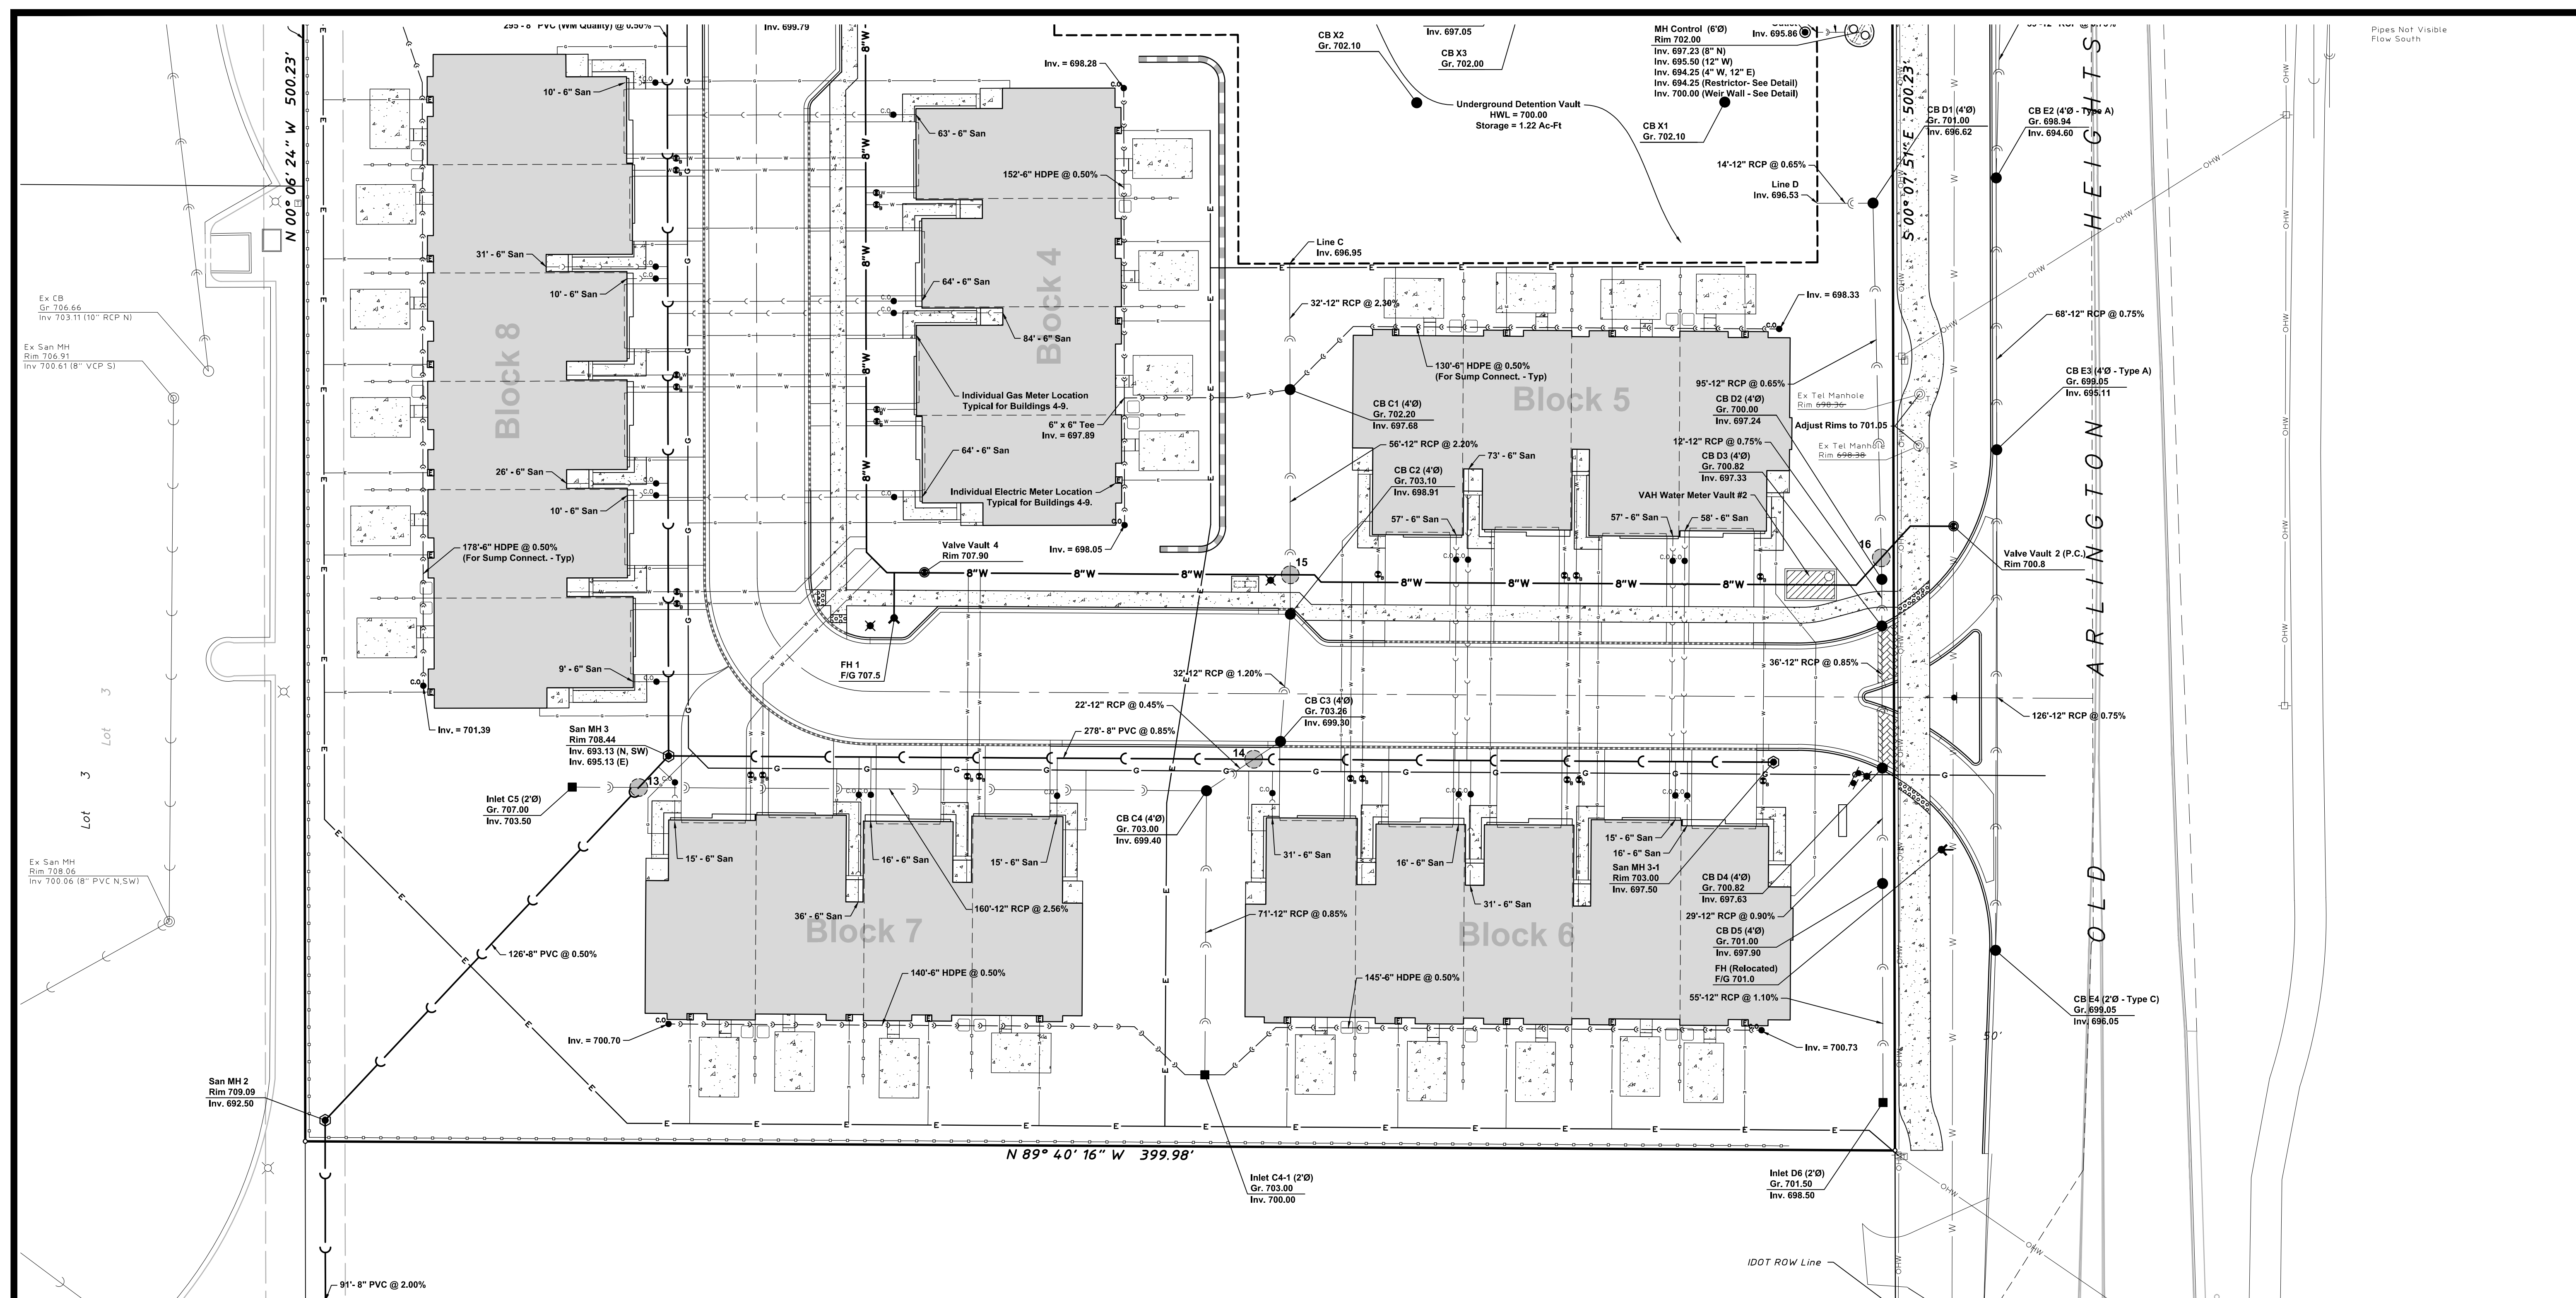 295 - 8" PVC (WM Quality) @ 0.50%
Inv. 699.79
N 00° 06' 24" W 500.23'
10' - 6" San
31' - 6" San
10' - 6" San
Block 8
26' - 6" San
10' - 6" San
178'-6" HDPE @ 0.50%
(For Sump Connect. - Typ)
9' - 6" San
Inv. = 701.39
Ex CB
Gr 706.66
Inv 703.11 (10" RCP N)
Ex San MH
Rim 706.91
Inv 700.61 (8" VCP S)
Lot 3
Lot 3
Ex San MH
Rim 708.06
Inv 700.06 (8" PVC N,SW)
San MH 2
Rim 709.09
Inv. 692.50
91'- 8" PVC @ 2.00%
126'-8" PVC @ 0.50%
San MH 3
Rim 708.44
Inv. 693.13 (N, SW)
Inv. 695.13 (E)
13
Inlet C5 (2'Ø)
Gr. 707.00
Inv. 703.50
Inv. = 698.28
C.O.
63' - 6" San
152'-6" HDPE @ 0.50%
64' - 6" San
Block 4
84' - 6" San
Individual Gas Meter Location
Typical for Buildings 4-9.
6" x 6" Tee
Inv. = 697.89
64' - 6" San
Individual Electric Meter Location
Typical for Buildings 4-9.
Inv. = 698.05
8"W
8"W
8"W
8"W
8"W
Valve Vault 4
Rim 707.90
8"W
8"W
8"W
8"W
8"W
8"W
8"W
FH 1
F/G 707.5
CB X2
Gr. 702.10
Inv. 697.05
CB X3
Gr. 702.00
Underground Detention Vault
HWL = 700.00
Storage = 1.22 Ac-Ft
MH Control (6'Ø)
Rim 702.00
Inv. 697.23 (8" N)
Inv. 695.50 (12" W)
Inv. 694.25 (4" W, 12" E)
Inv. 694.25 (Restrictor- See Detail)
Inv. 700.00 (Weir Wall - See Detail)
Inv. 695.86
CB X1
Gr. 702.10
14'-12" RCP @ 0.65%
Line D
Inv. 696.53
CB D1 (4'Ø)
Gr. 701.00
Inv. 696.62
S 00° 07' 51" E 500.23'
CB E2 (4'Ø - Type A)
Gr. 698.94
Inv. 694.60
Pipes Not Visible
Flow South
Line C
Inv. 696.95
32'-12" RCP @ 2.30%
Inv. = 698.33
130'-6" HDPE @ 0.50%
(For Sump Connect. - Typ)
Block 5
CB C1 (4'Ø)
Gr. 702.20
Inv. 697.68
56'-12" RCP @ 2.20%
CB C2 (4'Ø)
Gr. 703.10
Inv. 698.91
73' - 6" San
57' - 6" San
57' - 6" San
58' - 6" San
95'-12" RCP @ 0.65%
CB D2 (4'Ø)
Gr. 700.00
Inv. 697.24
12'-12" RCP @ 0.75%
CB D3 (4'Ø)
Gr. 700.82
Inv. 697.33
VAH Water Meter Vault #2
Ex Tel Manhole
Rim 698.36
Adjust Rims to 701.05
Ex Tel Manhole
Rim 698.38
68'-12" RCP @ 0.75%
CB E3 (4'Ø - Type A)
Gr. 699.05
Inv. 695.11
15
16
Valve Vault 2 (P.C.)
Rim 700.8
36'-12" RCP @ 0.85%
126'-12" RCP @ 0.75%
OLD ARLINGTON HEIGHTS
32'-12" RCP @ 1.20%
22'-12" RCP @ 0.45%
CB C3 (4'Ø)
Gr. 703.26
Inv. 699.30
278'- 8" PVC @ 0.85%
14
CB C4 (4'Ø)
Gr. 703.00
Inv. 699.40
15' - 6" San
16' - 6" San
15' - 6" San
36' - 6" San
160'-12" RCP @ 2.56%
Block 7
140'-6" HDPE @ 0.50%
Inv. = 700.70
71'-12" RCP @ 0.85%
31' - 6" San
16' - 6" San
15' - 6" San
16' - 6" San
31' - 6" San
Block 6
145'-6" HDPE @ 0.50%
San MH 3-1
Rim 703.00
Inv. 697.50
CB D4 (4'Ø)
Gr. 700.82
Inv. 697.63
29'-12" RCP @ 0.90%
CB D5 (4'Ø)
Gr. 701.00
Inv. 697.90
FH (Relocated)
F/G 701.0
55'-12" RCP @ 1.10%
Inv. = 700.73
CB E4 (2'Ø - Type C)
Gr. 699.05
Inv. 696.05
50'
N 89° 40' 16" W 399.98'
Inlet C4-1 (2'Ø)
Gr. 703.00
Inv. 700.00
Inlet D6 (2'Ø)
Gr. 701.50
Inv. 698.50
IDOT ROW Line